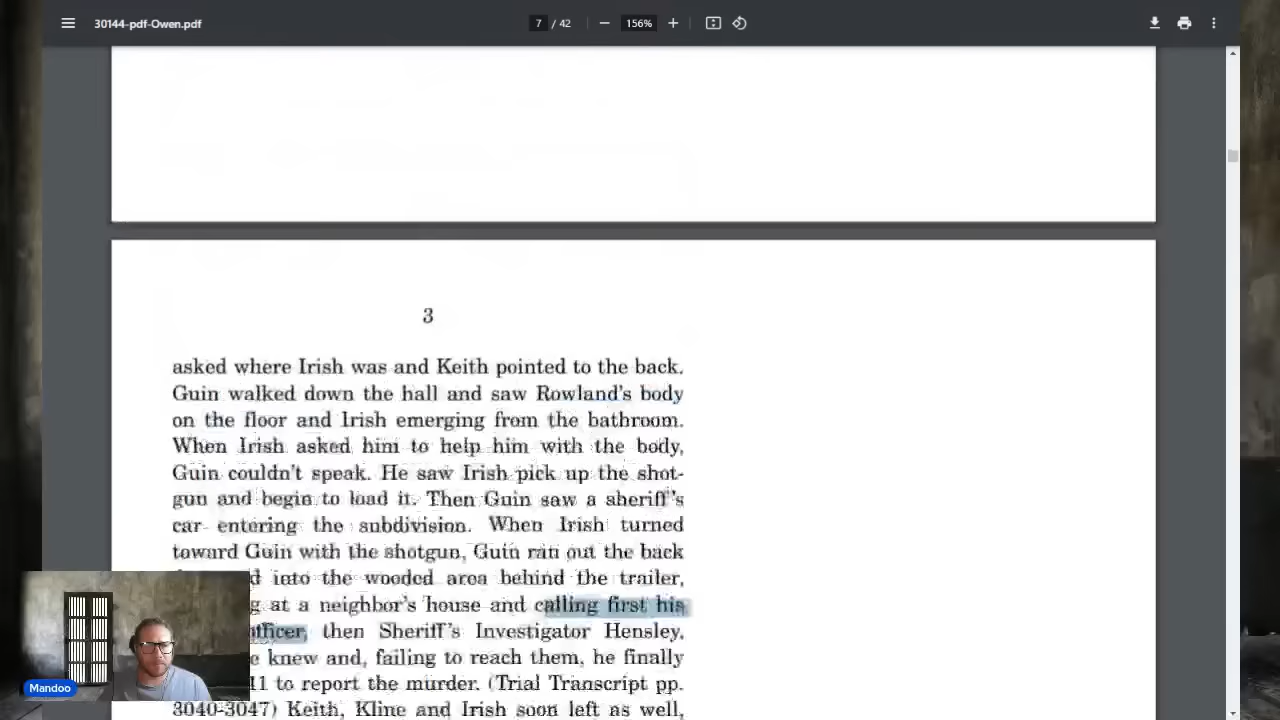 30144-pdf-Owen.pdf
7 / 42
156%
3
asked where Irish was and Keith pointed to the back.
Guin walked down the hall and saw Rowland's body
on the floor and Irish emerging from the bathroom.
When Irish asked him to help him with the body,
Guin couldn't speak. He saw Irish pick up the shot-
gun and begin to load it. Then Guin saw a sheriff's
car entering the subdivision. When Irish turned
toward Guin with the shotgun, Guin ran out the back
into the wooded area behind the trailer,
at a neighbor's house and calling first his
officer, then Sheriff's Investigator Hensley,
knew and, failing to reach them, he finally
11 to report the murder. (Trial Transcript pp.
3040-3047) Keith, Kline and Irish soon left as well,
Mandoo